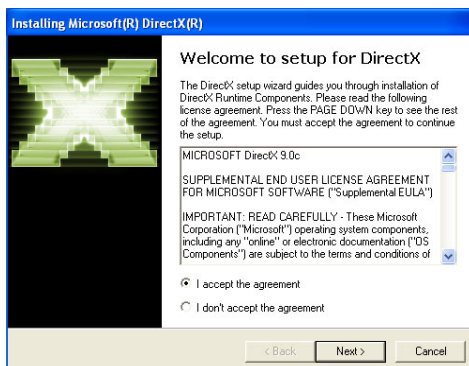 Installing Microsoft(R) DirectX(R)
Welcome to setup for DirectX
The DirectX setup wizard guides you through installation of
DirectX Runtime Components. Please read the following
license agreement. Press the PAGE DOWN key to see the rest
of the agreement. You must accept the agreement to continue
the setup.
MICROSOFT DirectX 9.0c
SUPPLEMENTAL END USER LICENSE AGREEMENT
FOR MICROSOFT SOFTWARE ("Supplemental EULA")
IMPORTANT: READ CAREFULLY - These Microsoft
Corporation ("Microsoft") operating system components,
including any "online" or electronic documentation ("OS
Components") are subject to the terms and conditions of
I accept the agreement
I don't accept the agreement
< Back
Next >
Cancel